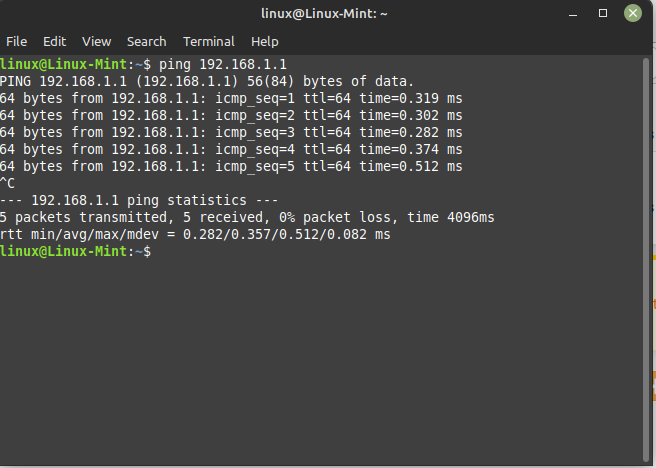 linux@Linux-Mint: ~
File Edit View Search Terminal Help
linux@Linux-Mint:~$ ping 192.168.1.1
PING 192.168.1.1 (192.168.1.1) 56(84) bytes of data.
64 bytes from 192.168.1.1: icmp_seq=1 ttl=64 time=0.319 ms
64 bytes from 192.168.1.1: icmp_seq=2 ttl=64 time=0.302 ms
64 bytes from 192.168.1.1: icmp_seq=3 ttl=64 time=0.282 ms
64 bytes from 192.168.1.1: icmp_seq=4 ttl=64 time=0.374 ms
64 bytes from 192.168.1.1: icmp_seq=5 ttl=64 time=0.512 ms
^C
--- 192.168.1.1 ping statistics ---
5 packets transmitted, 5 received, 0% packet loss, time 4096ms
rtt min/avg/max/mdev = 0.282/0.357/0.512/0.082 ms
linux@Linux-Mint:~$